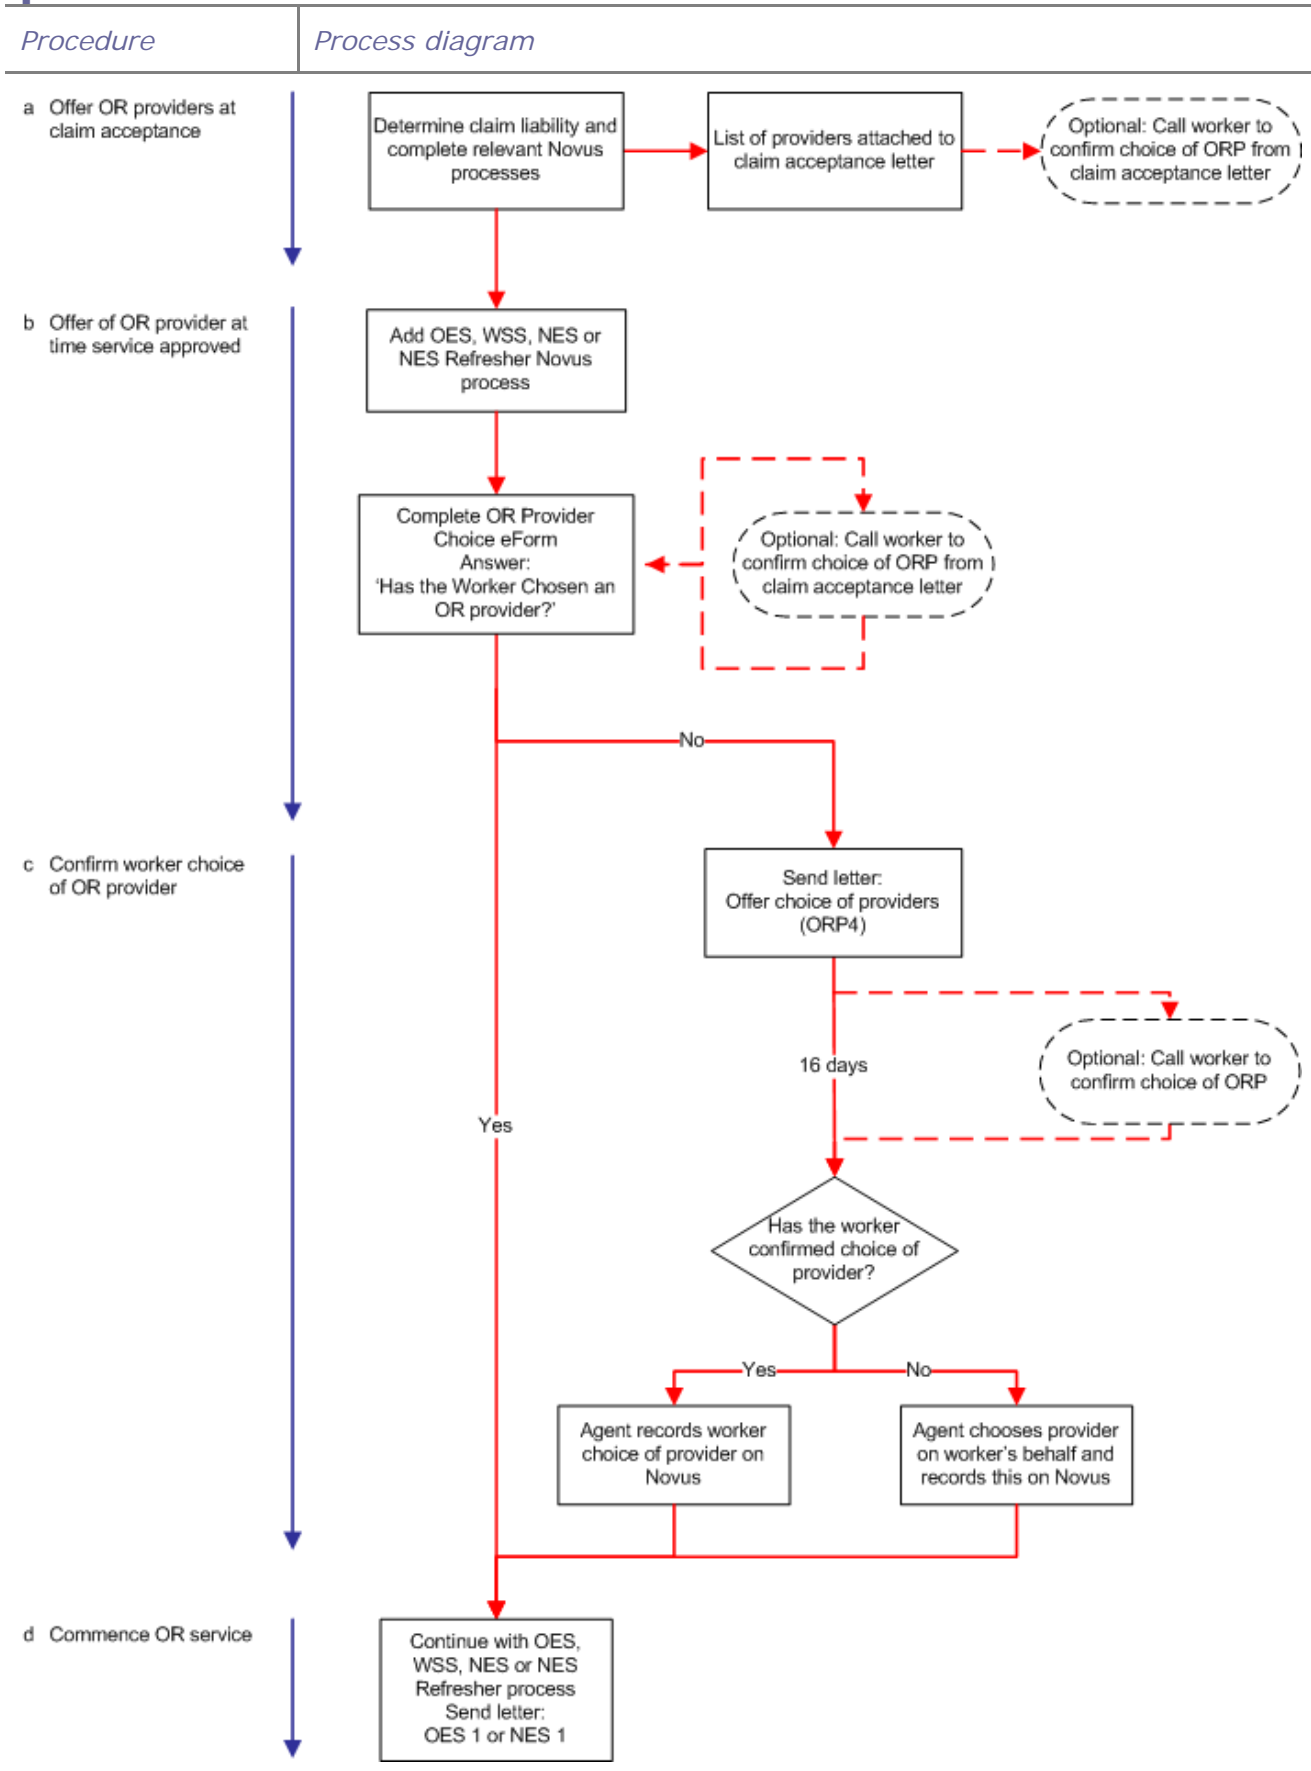 Procedure
Process diagram
a Offer OR providers at
claim acceptance
Determine claim liability and
complete relevant Novus
processes
List of providers attached to
claim acceptance letter
Optional: Call worker to
confirm choice of ORP from
claim acceptance letter
b Offer of OR provider at
time service approved
Add OES, WSS, NES or
NES Refresher Novus
process
Complete OR Provider
Choice eForm
Answer:
‘Has the Worker Chosen an
OR provider?’
Optional: Call worker to
confirm choice of ORP from
claim acceptance letter
No
c Confirm worker choice
of OR provider
Send letter:
Offer choice of providers
(ORP4)
16 days
Optional: Call worker to
confirm choice of ORP
Yes
Has the worker
confirmed choice of
provider?
Yes
No
Agent records worker
choice of provider on
Novus
Agent chooses provider
on worker’s behalf and
records this on Novus
d Commence OR service
Continue with OES,
WSS, NES or NES
Refresher process
Send letter:
OES 1 or NES 1